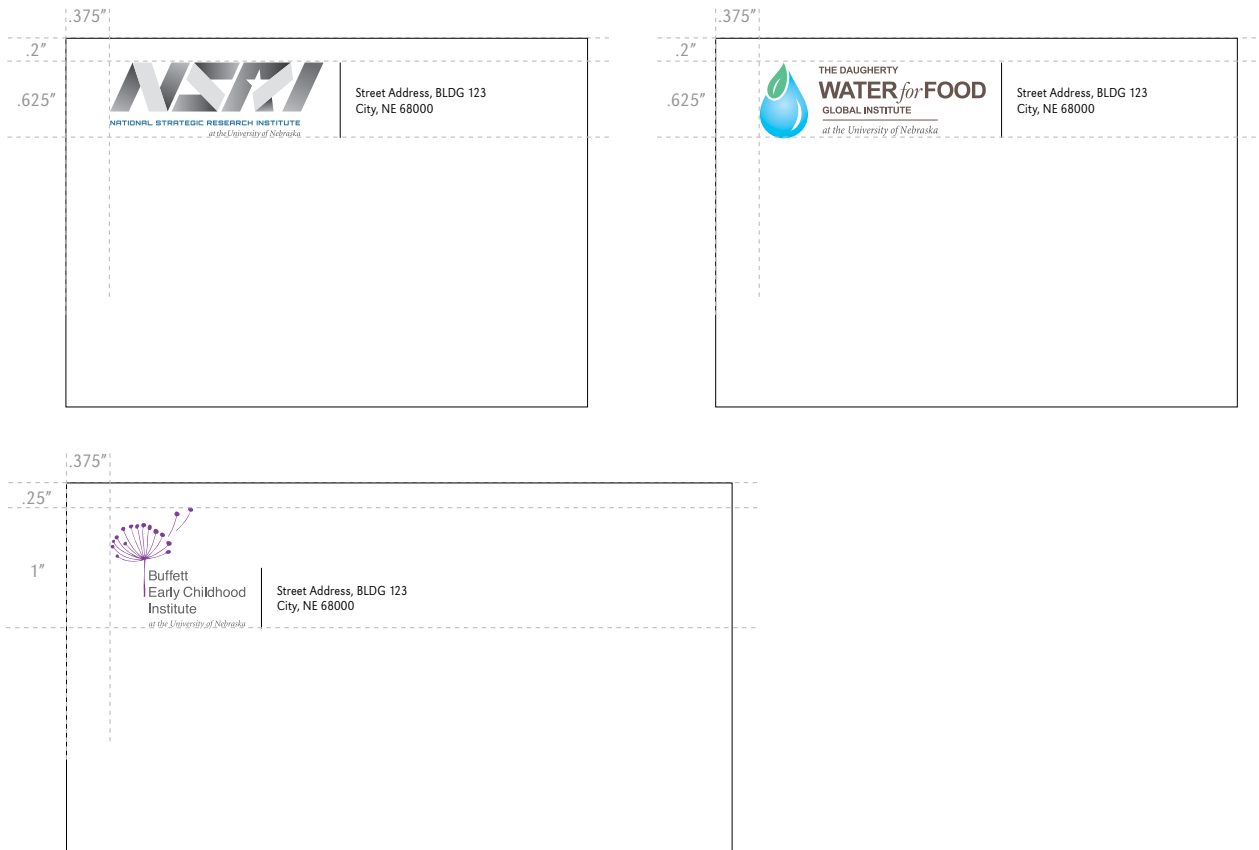 .375”
.2”
.625”
NSRI
NATIONAL STRATEGIC RESEARCH INSTITUTE
at the University of Nebraska
Street Address, BLDG 123
City, NE 68000
.375”
.2”
.625”
THE DAUGHERTY
WATER for FOOD
GLOBAL INSTITUTE
at the University of Nebraska
Street Address, BLDG 123
City, NE 68000
.375”
.25”
1”
Buffett
Early Childhood
Institute
at the University of Nebraska
Street Address, BLDG 123
City, NE 68000